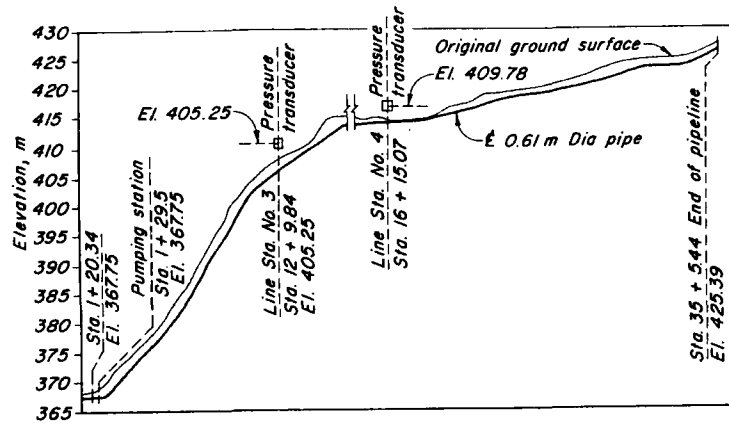 430
425
420
415
410
405
400
395
390
385
380
375
370
365
Elevation, m
Sta. 1 + 20.34
El. 367.75
Pumping station
Sta. 1 + 29.5
El. 367.75
El. 405.25
Pressure
transducer
Line Sta. No. 3
Sta. 12 + 9.84
El. 405.25
Pressure
transducer
El. 409.78
Line Sta. No. 4
Sta. 16 + 15.07
Original ground surface
℄ 0.61 m Dia pipe
Sta. 35 + 5.44 End of pipeline
El. 425.39